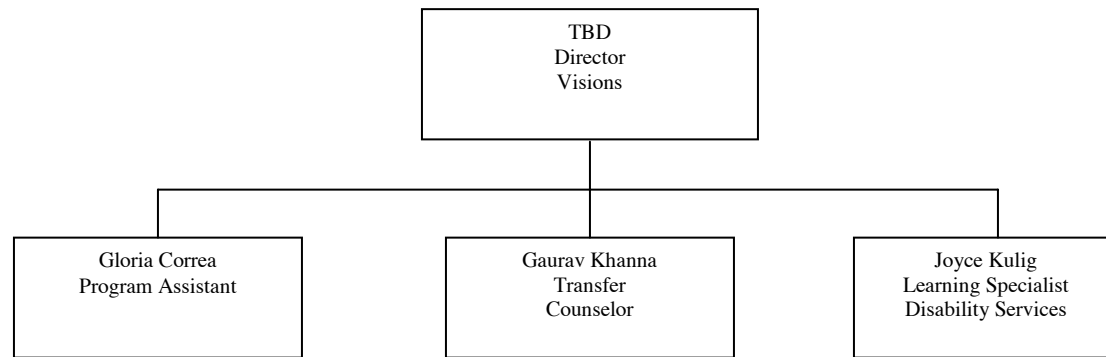 TBD
Director
Visions
Gloria Correa
Program Assistant
Gaurav Khanna
Transfer
Counselor
Joyce Kulig
Learning Specialist
Disability Services